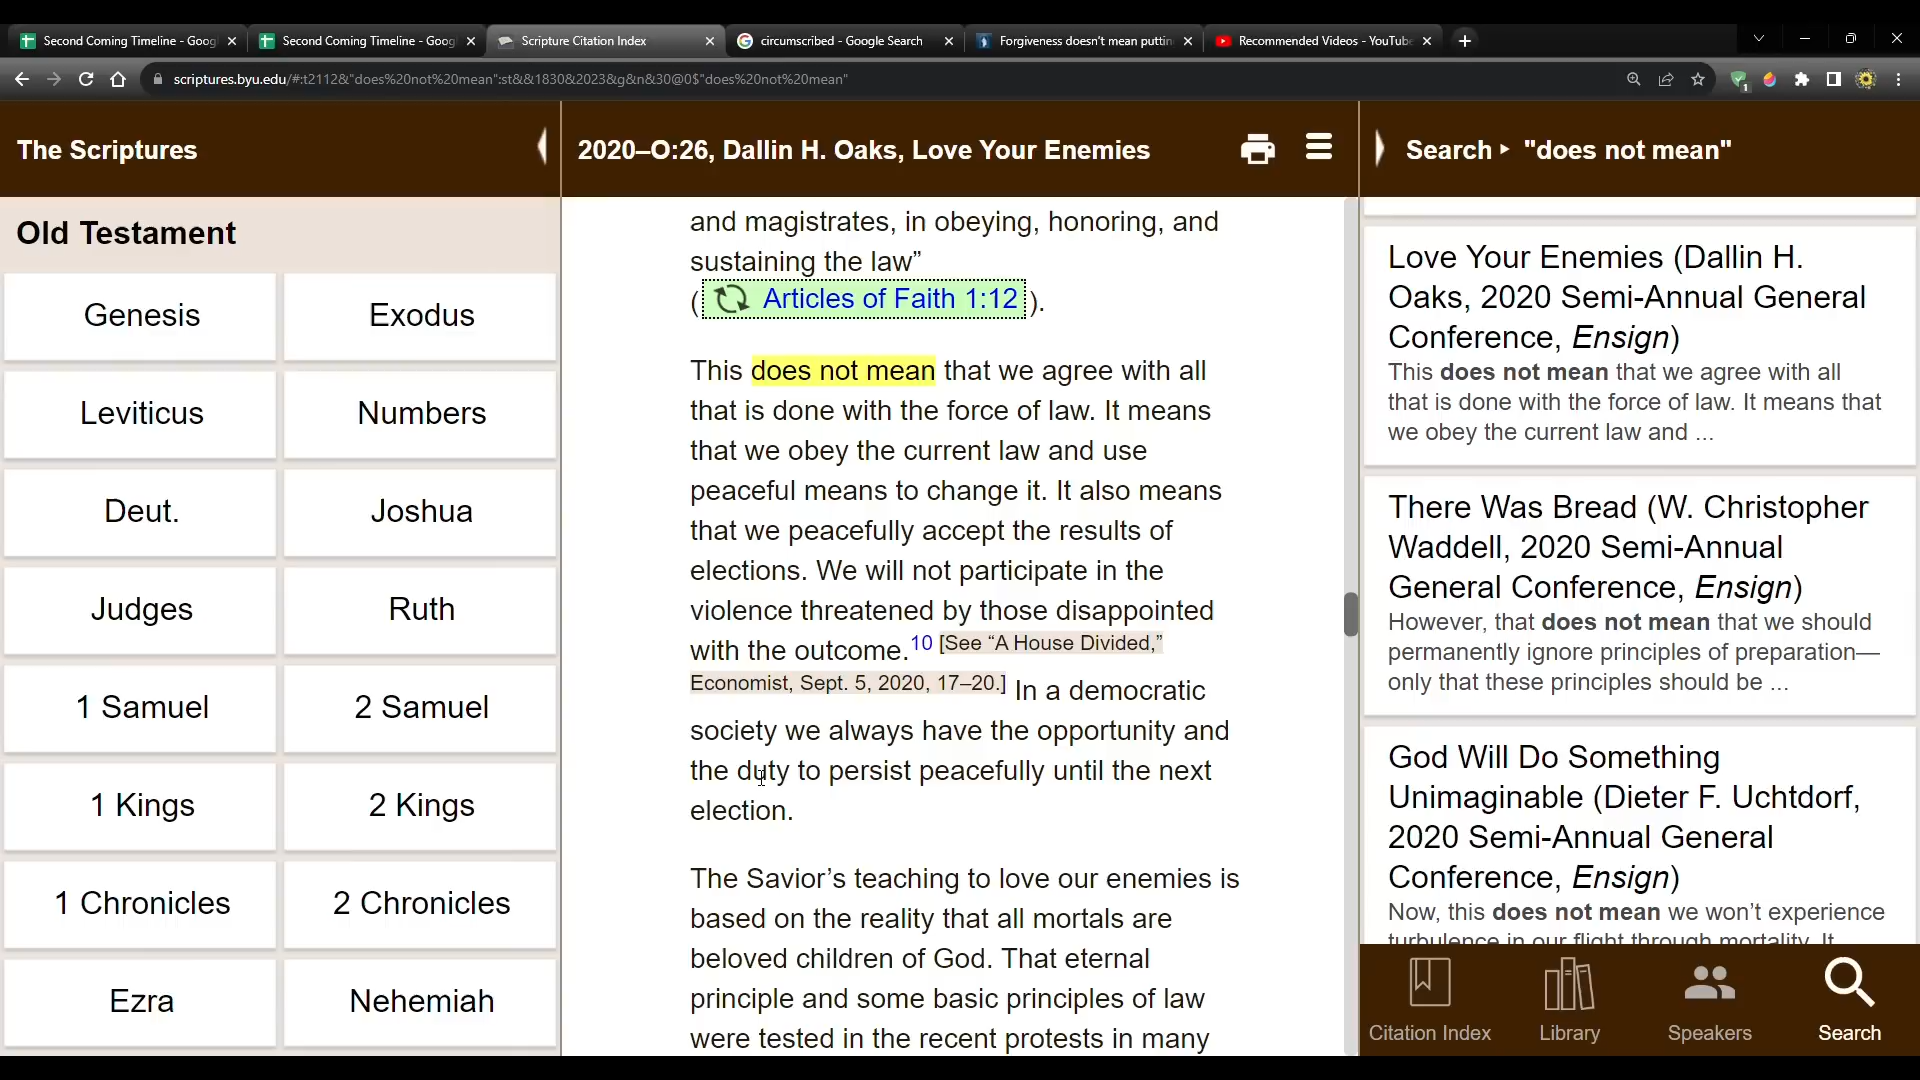 Second Coming Timeline - Goog
Second Coming Timeline - Goog
Scripture Citation Index
circumscribed - Google Search
Forgiveness doesn't mean puttin
Recommended Videos - YouTub
scriptures.byu.edu/#:t2112&"does%20not%20mean":st&&1830&2023&g&n&30@0$"does%20not%20mean"
1
The Scriptures
Old Testament
Genesis
Exodus
Leviticus
Numbers
Deut.
Joshua
Judges
Ruth
1 Samuel
2 Samuel
1 Kings
2 Kings
1 Chronicles
2 Chronicles
Ezra
Nehemiah
2020–O:26, Dallin H. Oaks, Love Your Enemies
and magistrates, in obeying, honoring, and
sustaining the law”
( Articles of Faith 1:12 ).
This does not mean that we agree with all
that is done with the force of law. It means
that we obey the current law and use
peaceful means to change it. It also means
that we peacefully accept the results of
elections. We will not participate in the
violence threatened by those disappointed
with the outcome.10 [See “A House Divided,”
Economist, Sept. 5, 2020, 17–20.] In a democratic
society we always have the opportunity and
the duty to persist peacefully until the next
election.
The Savior’s teaching to love our enemies is
based on the reality that all mortals are
beloved children of God. That eternal
principle and some basic principles of law
were tested in the recent protests in many
Search ▸ "does not mean"
Love Your Enemies (Dallin H.
Oaks, 2020 Semi-Annual General
Conference, Ensign)
This does not mean that we agree with all
that is done with the force of law. It means that
we obey the current law and ...
There Was Bread (W. Christopher
Waddell, 2020 Semi-Annual
General Conference, Ensign)
However, that does not mean that we should
permanently ignore principles of preparation—
only that these principles should be ...
God Will Do Something
Unimaginable (Dieter F. Uchtdorf,
2020 Semi-Annual General
Conference, Ensign)
Now, this does not mean we won’t experience
turbulence in our flight through mortality. It
Citation Index
Library
Speakers
Search